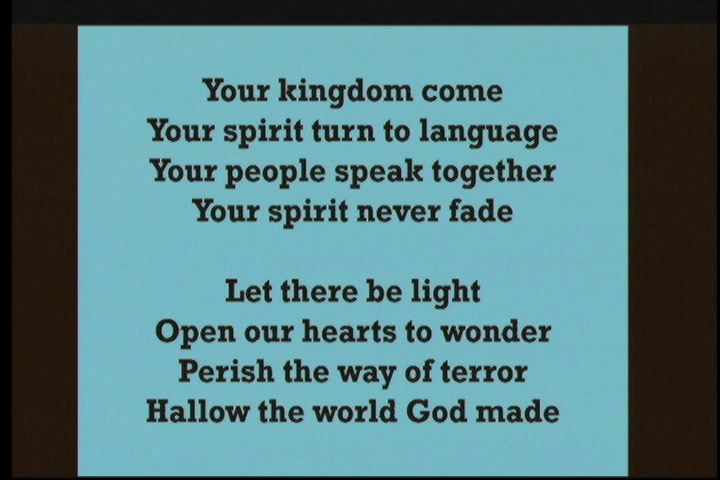 Your kingdom come
Your spirit turn to language
Your people speak together
Your spirit never fade
Let there be light
Open our hearts to wonder
Perish the way of terror
Hallow the world God made